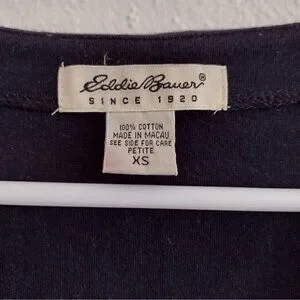 Eddie Bauer®
SINCE 1920
100% COTTON
MADE IN MACAU
SEE SIDE FOR CARE
PETITE
XS